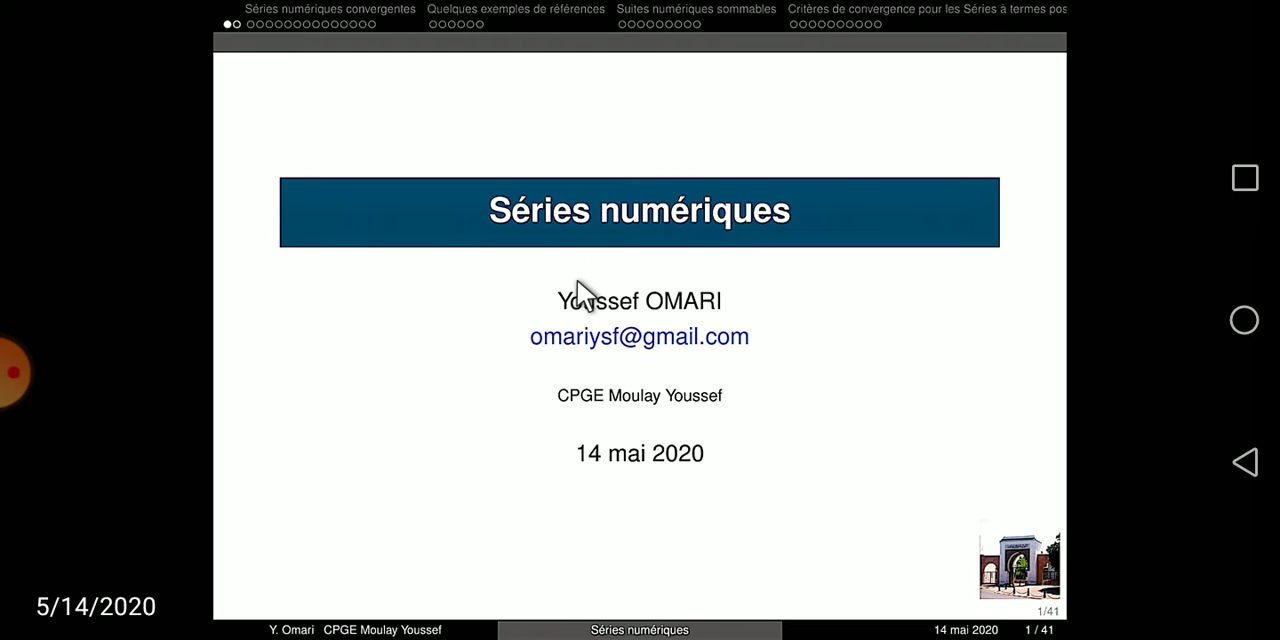 Séries numériques convergentes Quelques exemples de références Suites numériques sommables Critères de convergence pour les Séries à termes pos
Séries numériques
Youssef OMARI
omariysf@gmail.com
CPGE Moulay Youssef
14 mai 2020
1/41
5/14/2020
Y. Omari CPGE Moulay Youssef Séries numériques 14 mai 2020 1 / 41